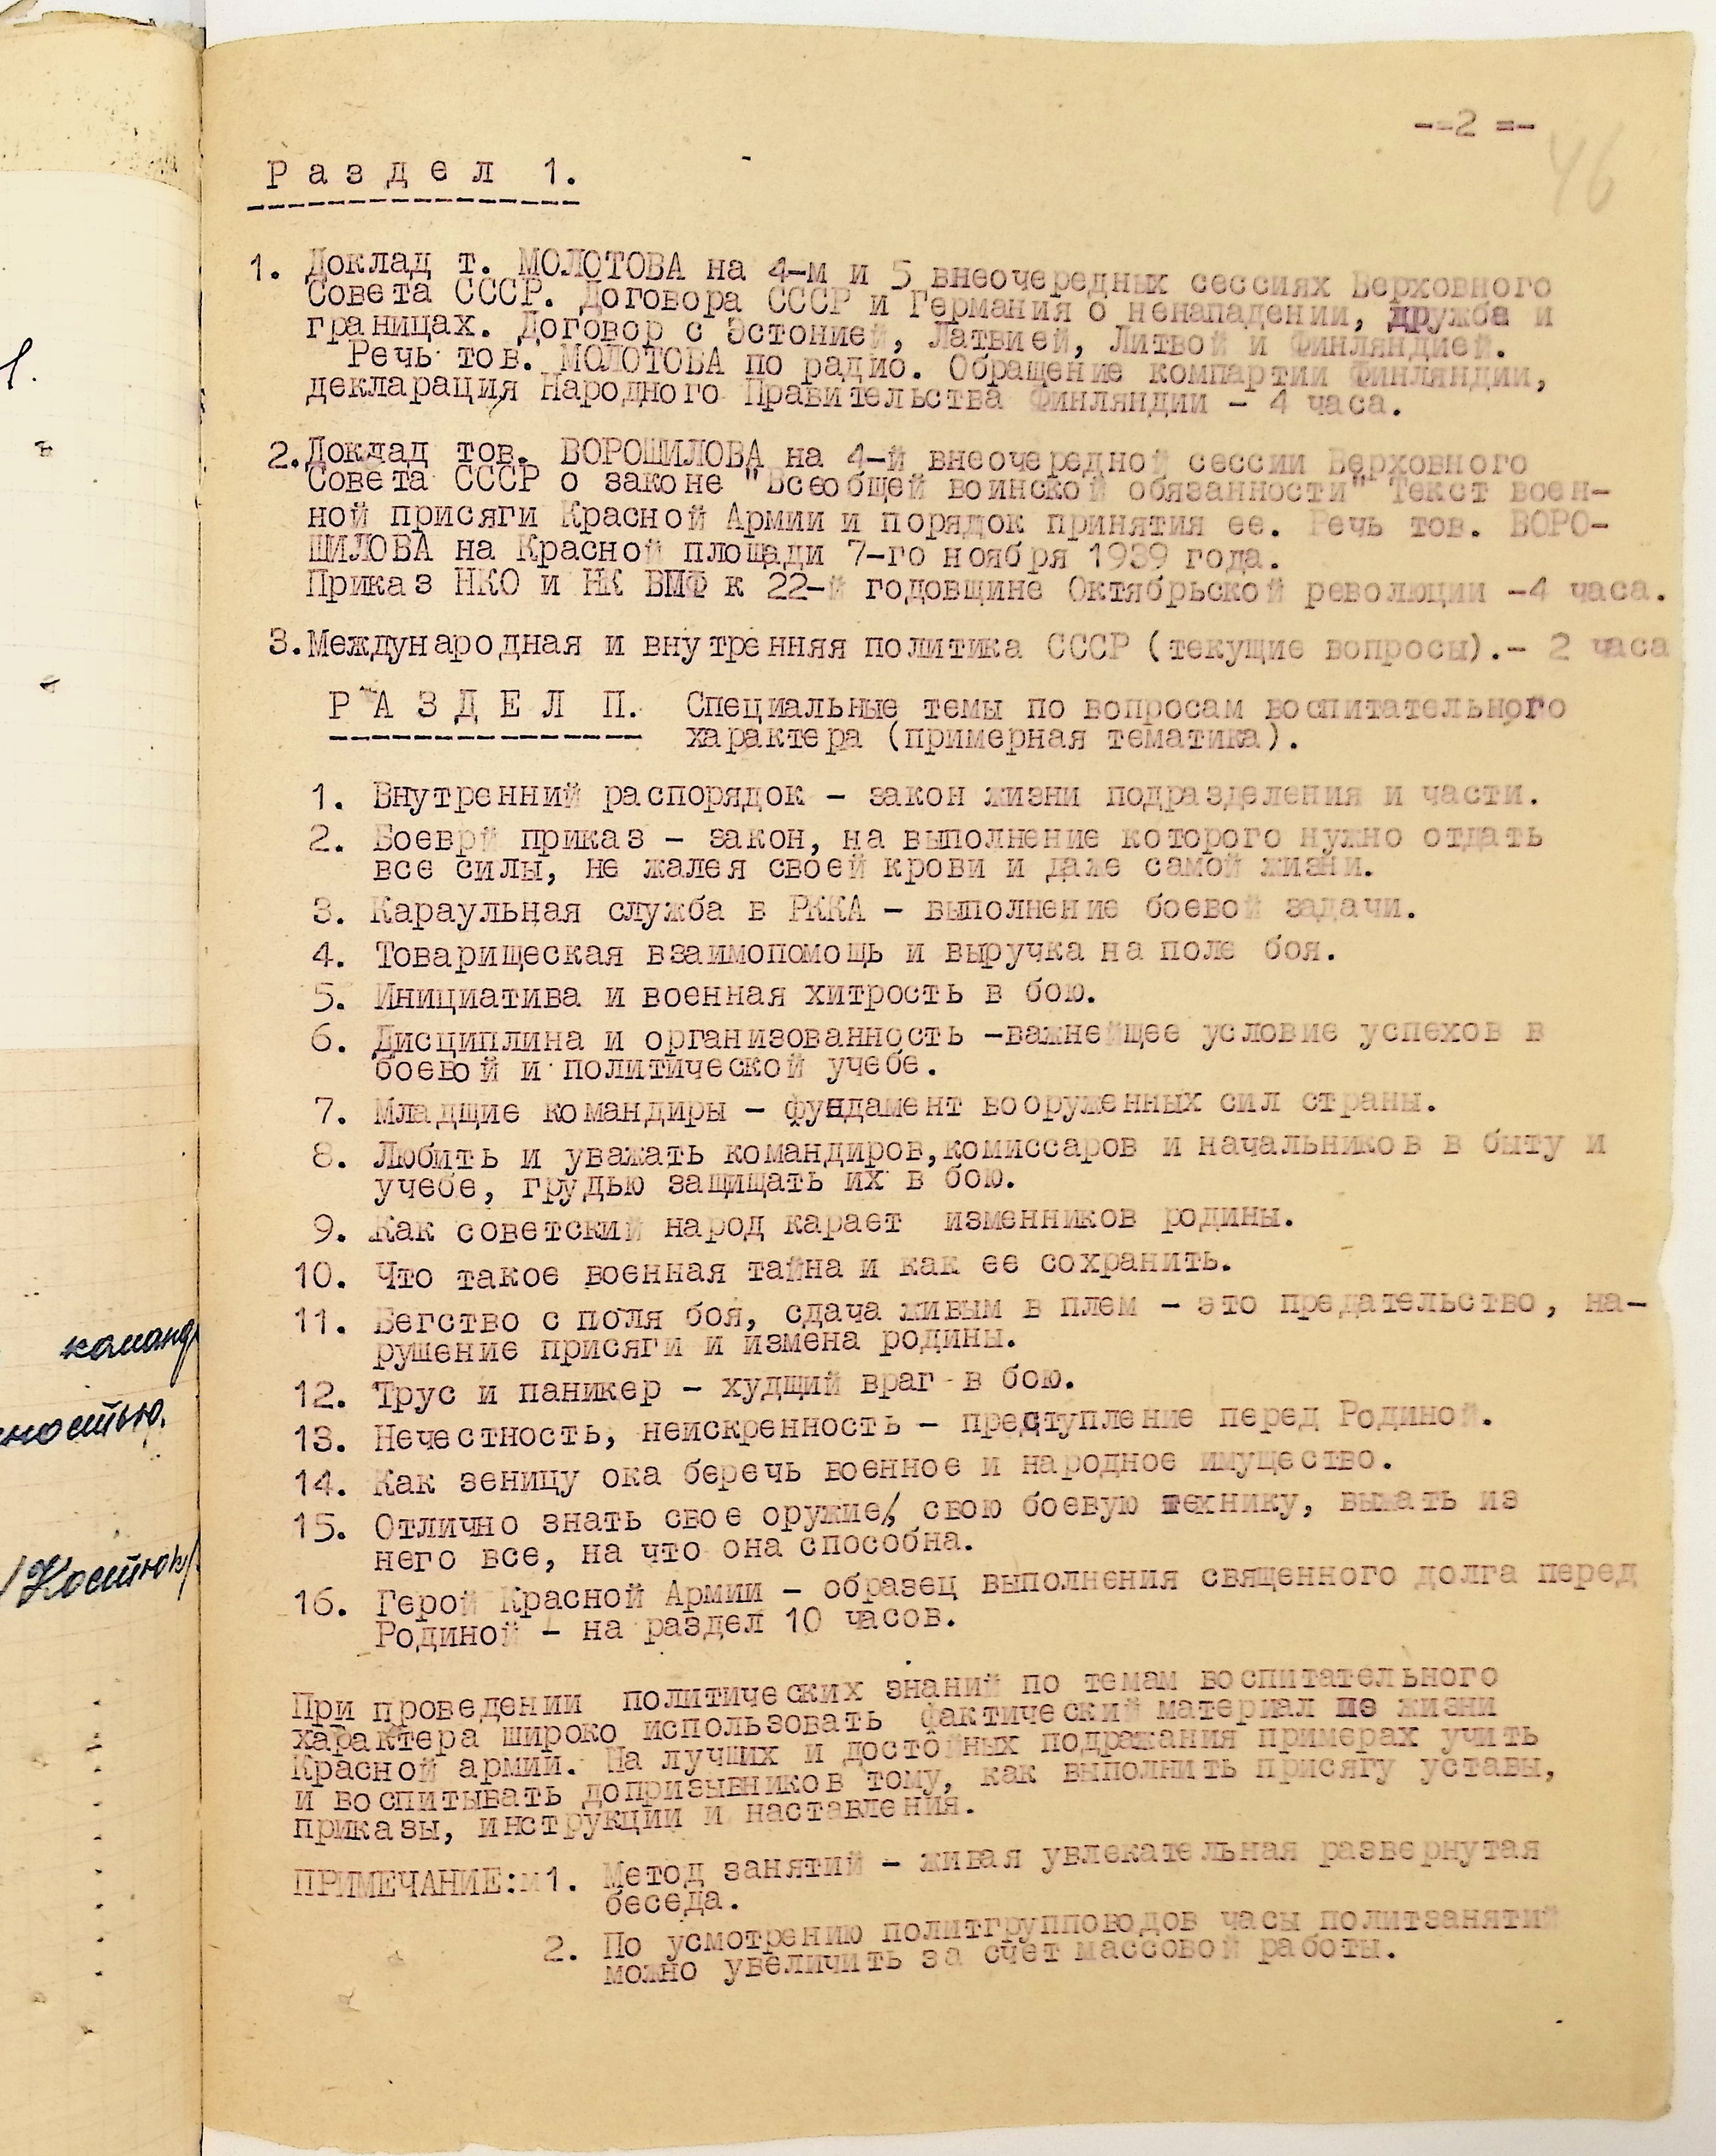 --2 =-
46
Раздел 1.
1. Доклад т. МОЛОТОВА на 4-м и 5 внеочередных сессиях Верховного
Совета СССР. Договора СССР и Германия о ненападении, дружбе и
границах. Договор с Эстонией, Латвией, Литвой и Финляндией.
Речь тов. МОЛОТОВА по радио. Обращение компартии Финляндии,
декларация Народного Правительства Финляндии - 4 часа.
2. Доклад тов. ВОРОШИЛОВА на 4-й внеочередной сессии Верховного
Совета СССР о законе "Всеобщей воинской обязанности" Текст воен-
ной присяги Красной Армии и порядок принятия ее. Речь тов. ВОРО-
ШИЛОВА на Красной площади 7-го ноября 1939 года.
Приказ НКО и НК ВМФ к 22-й годовщине Октябрьской революции -4 часа.
3. Международная и внутренняя политика СССР (текущие вопросы).- 2 часа
РАЗДЕЛ П. Специальные темы по вопросам воспитательного
характера (примерная тематика).
1. Внутренний распорядок - закон жизни подразделения и части.
2. Боеврй приказ - закон, на выполнение которого нужно отдать
все силы, не жалея своей крови и даже самой жизни.
3. Караульная служба в РККА - выполнение боевой задачи.
4. Товарищеская взаимопомощь и выручка на поле боя.
5. Инициатива и военная хитрость в бою.
6. Дисциплина и организованность -важнейщее условие успехов в
боевой и политической учебе.
7. Младщие командиры - фундамент вооруженных сил страны.
8. Любить и уважать командиров,комиссаров и начальников в быту и
учебе, грудью защищать их в бою.
9. Как советский народ карает изменников родины.
10. Что такое военная тайна и как ее сохранить.
11. Бегство с поля боя, сдача живым в плем - это предательство, на-
рушение присяги и измена родины.
12. Трус и паникер - худщий враг в бою.
13. Нечестность, неискренность - преступление перед Родиной.
14. Как зеницу ока беречь военное и народное имущество.
15. Отлично знать свое оружие, свою боевую технику, выжать из
него все, на что она способна.
16. Герой Красной Армии - образец выполнения священного долга перед
Родиной - на раздел 10 часов.
При проведении политических знаний по темам воспитательного
характера широко использовать фактический материал из жизни
Красной армии. На лучших и достойных подражания примерах учить
и воспитывать допризывников тому, как выполнить присягу уставы,
приказы, инструкции и наставления.
ПРИМЕЧАНИЕ: 1. Метод занятий - живая увлекательная развернутая
беседа.
2. По усмотрению политгрупповодов часы политзанятий
можно увеличить за счет массовой работы.
команд
ностью.
/Костюк/